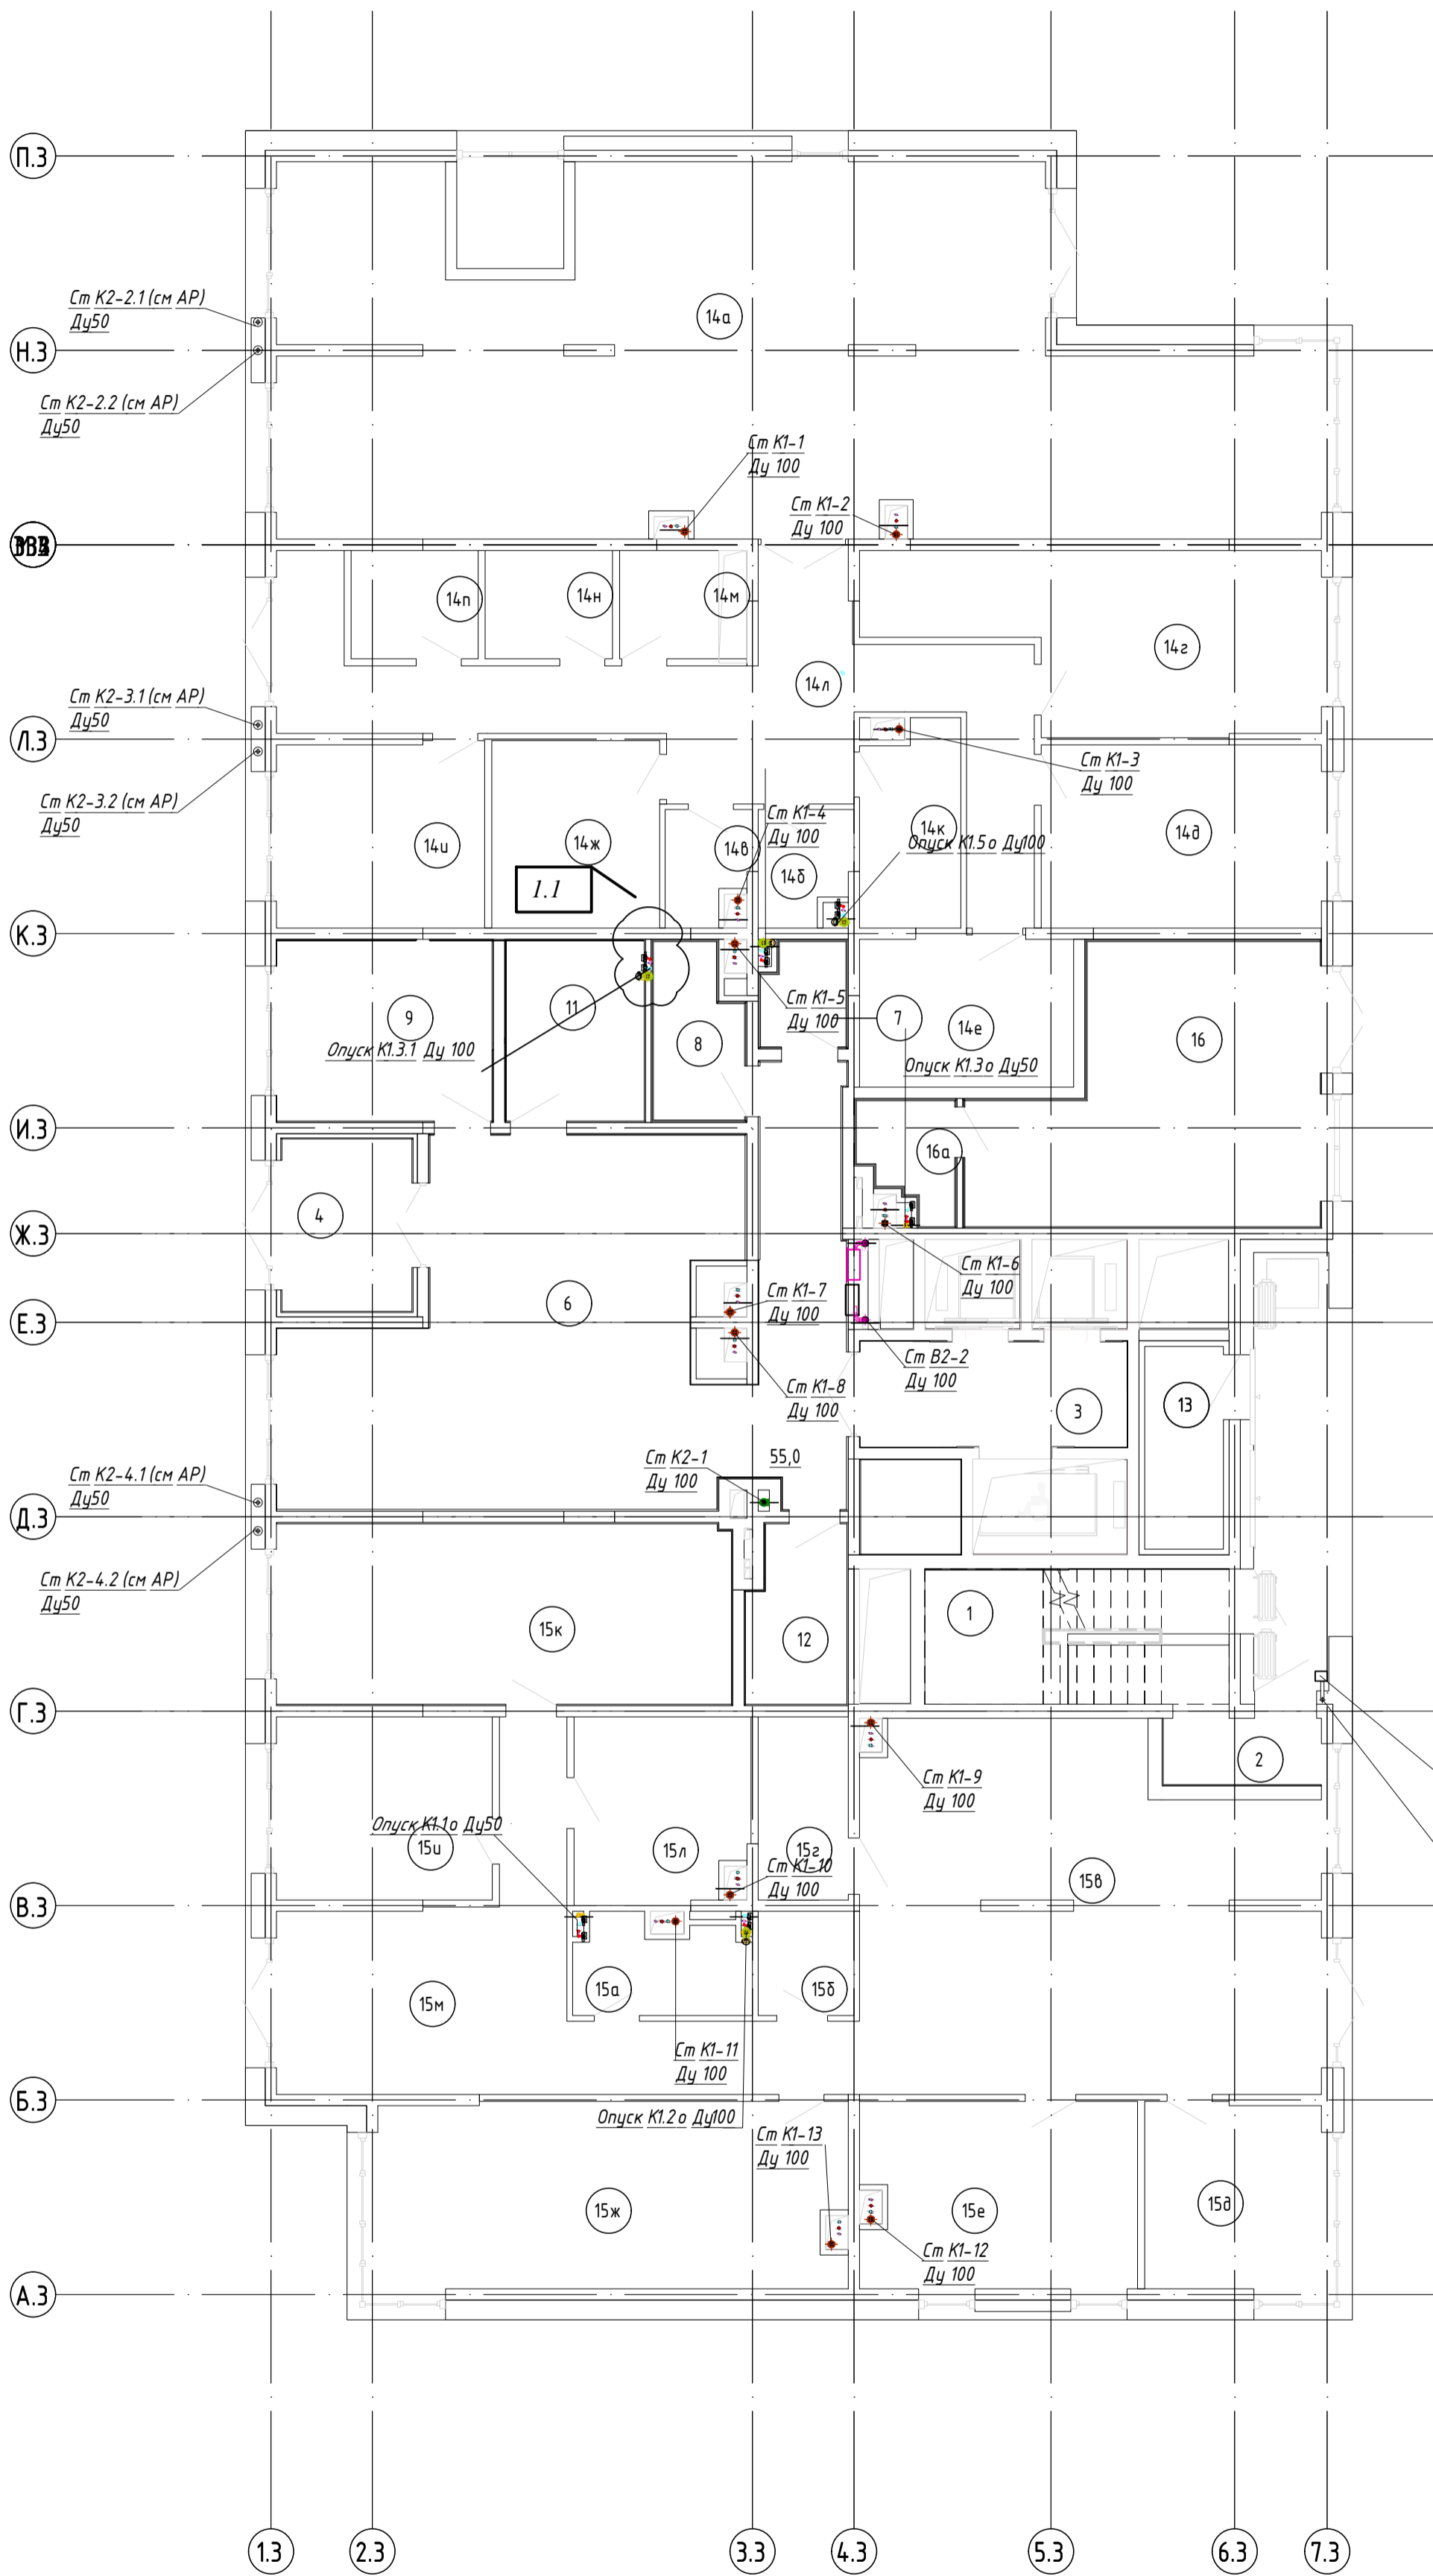 П.3
14а
Ст К2-2.1 (см АР)
Ду50
Н.3
Ст К2-2.2 (см АР)
Ду50
Ст К1-1
Ду 100
Ст К1-2
Ду 100
14п
14н
14м
14г
14л
Ст К2-3.1 (см АР)
Ду50
Л.3
Ст К1-3
Ду 100
Ст К2-3.2 (см АР)
Ду50
Ст К1-4
Ду 100
14и
14ж
14в
14б
14к
14д
Опуск К1.5о Ду100
1.1
К.3
Ст К1-5
Ду 100
9
11
8
7
14е
16
Опуск К1.3.1 Ду 100
Опуск К1.3о Ду50
И.3
16а
4
Ж.3
Ст К1-6
Ду 100
6
Ст К1-7
Ду 100
Е.3
Ст В2-2
Ду 100
Ст К1-8
Ду 100
3
13
Ст К2-1
Ду 100
55,0
Ст К2-4.1 (см АР)
Ду50
Д.3
Ст К2-4.2 (см АР)
Ду50
15к
12
1
Г.3
2
Ст К1-9
Ду 100
Опуск К1.1о Ду50
15и
15л
15г
15в
Ст К1-10
Ду 100
В.3
15а
15б
15м
Ст К1-11
Ду 100
Б.3
Опуск К1.2о Ду100
Ст К1-13
Ду 100
15ж
15е
15д
Ст К1-12
Ду 100
А.3
1.3
2.3
3.3
4.3
5.3
6.3
7.3